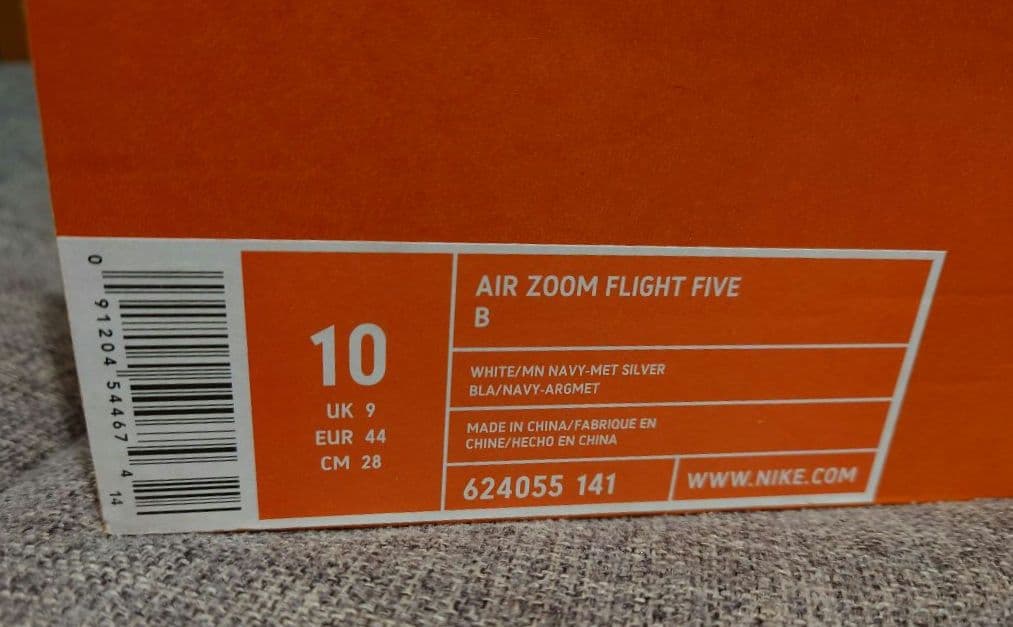 0 91204 54467 4 14
10
UK 9
EUR 44
CM 28
AIR ZOOM FLIGHT FIVE
B
WHITE/MN NAVY-MET SILVER
BLA/NAVY-ARGMET
MADE IN CHINA/FABRIQUE EN
CHINE/HECHO EN CHINA
624055 141
WWW.NIKE.COM